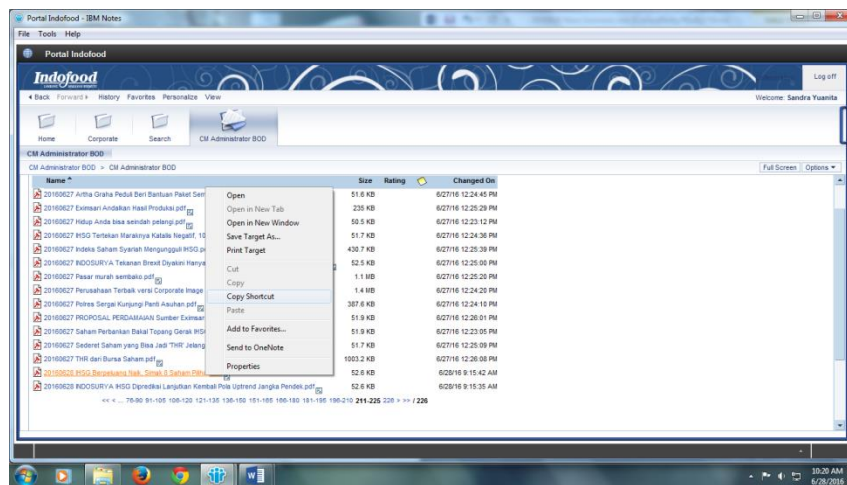 Portal Indofood - IBM Notes
File Tools Help
Portal Indofood
Indofood
Log off
Back Forward History Favorites Personalize View
Welcome: Sandra Yuanita
Home Corporate Search CM Administrator BOD
CM Administrator BOD
CM Administrator BOD > CM Administrator BOD
Full Screen Options
Name Size Rating Changed On
20160627 Artha Graha Peduli Beri Bantuan Paket Sem 51.6 KB 6/27/16 12:24:45 PM
20160627 Eximsari Andalkan Hasil Produksi.pdf 235 KB 6/27/16 12:25:29 PM
20160627 Hidup Anda bisa seindah pelangi.pdf 50.5 KB 6/27/16 12:23:12 PM
20160627 IHSG Tertekan Maraknya Katalis Negatif, 10 51.7 KB 6/27/16 12:24:36 PM
20160627 Indeks Saham Syariah Mengungguli IHSG.p 430.7 KB 6/27/16 12:25:39 PM
20160627 INDOSURYA Tekanan Brexit Diyakini Hanya 52.5 KB 6/27/16 12:25:00 PM
20160627 Pasar murah sembako.pdf 1.1 MB 6/27/16 12:25:20 PM
20160627 Perusahaan Terbaik versi Corporate Image 1.4 MB 6/27/16 12:24:20 PM
20160627 Polres Sergai Kunjungi Panti Asuhan.pdf 387.6 KB 6/27/16 12:24:10 PM
20160627 PROPOSAL PERDAMAIAN Sumber Eximsar 51.9 KB 6/27/16 12:26:01 PM
20160627 Saham Perbankan Bakal Topang Gerak IHS 51.9 KB 6/27/16 12:23:05 PM
20160627 Sederet Saham yang Bisa Jadi 'THR' Jelang 51.7 KB 6/27/16 12:25:09 PM
20160627 THR dari Bursa Saham.pdf 1003.2 KB 6/27/16 12:26:08 PM
20160628 IHSG Berpeluang Naik, Simak 8 Saham Pilih 52.6 KB 6/28/16 9:15:42 AM
20160628 INDOSURYA IHSG Diprediksi Lanjutkan Kembali Pola Uptrend Jangka Pendek.pdf 52.6 KB 6/28/16 9:15:35 AM
<< < ... 76-90 91-105 106-120 121-135 136-150 151-165 166-180 181-195 196-210 211-225 226 > >> / 226
Open
Open in New Tab
Open in New Window
Save Target As...
Print Target
Cut
Copy
Copy Shortcut
Paste
Add to Favorites...
Send to OneNote
Properties
10:20 AM
6/28/2016